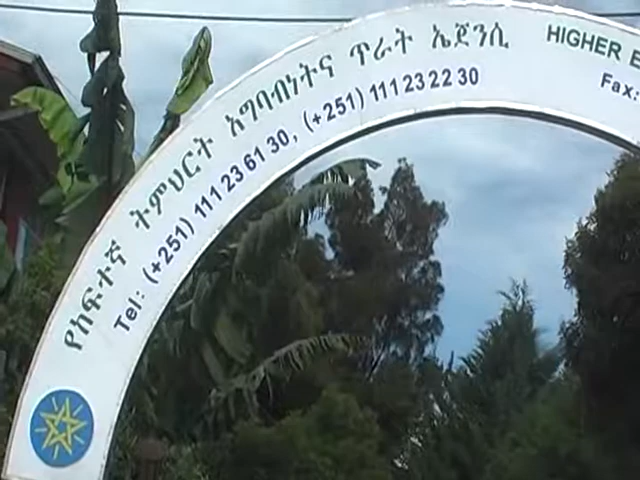 የከፍተኛ ትምህርት አግባብነትና ጥራት ኤጀንሲ
HIGHER
Tel: (+251) 111 23 61 30, (+251) 111 23 22 30
Fax: